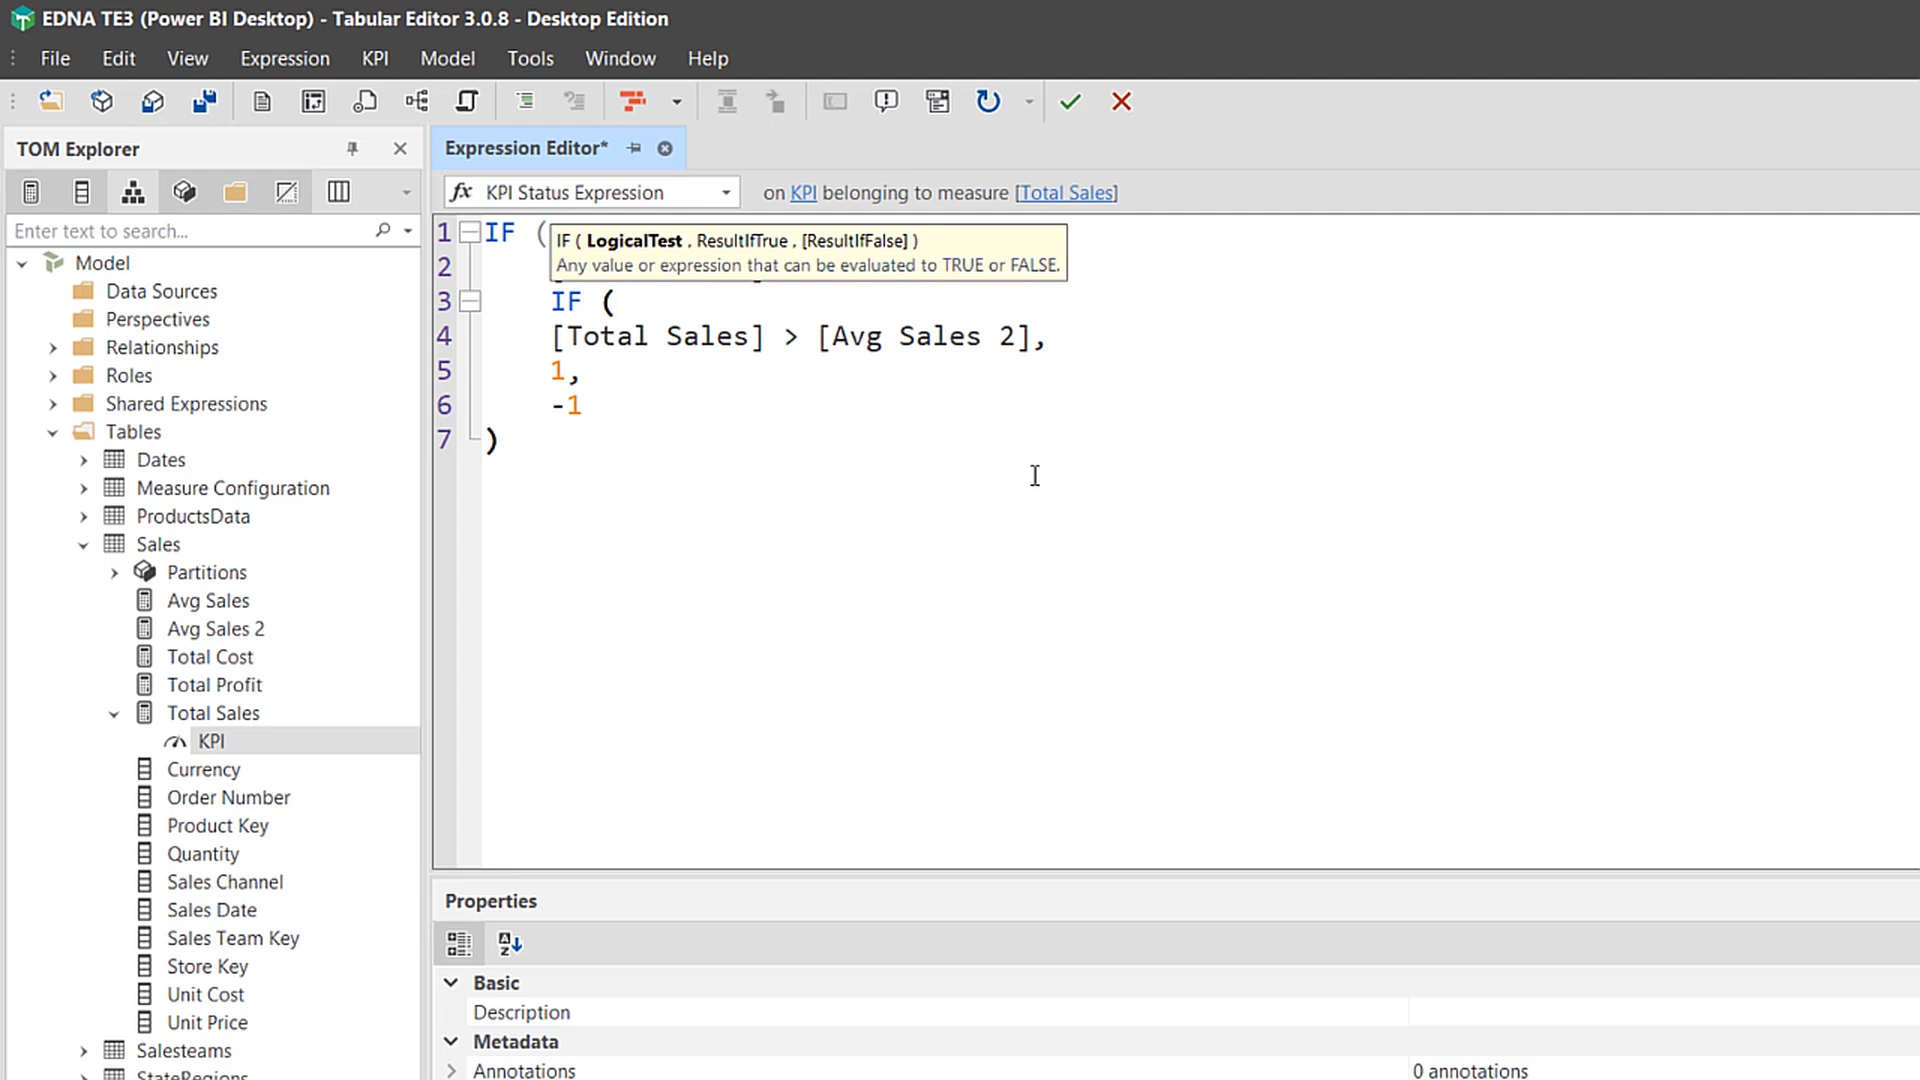 EDNA TE3 (Power BI Desktop) - Tabular Editor 3.0.8 - Desktop Edition
File Edit View Expression KPI Model Tools Window Help
TOM Explorer
Expression Editor*
fx KPI Status Expression on KPI belonging to measure [Total Sales]
Enter text to search...
Model
Data Sources
Perspectives
Relationships
Roles
Shared Expressions
Tables
Dates
Measure Configuration
ProductsData
Sales
Partitions
Avg Sales
Avg Sales 2
Total Cost
Total Profit
Total Sales
KPI
Currency
Order Number
Product Key
Quantity
Sales Channel
Sales Date
Sales Team Key
Store Key
Unit Cost
Unit Price
Salesteams
StateRegions
1 IF (
IF ( LogicalTest , ResultIfTrue , [ResultIfFalse] )
Any value or expression that can be evaluated to TRUE or FALSE.
2
3 IF (
4 [Total Sales] > [Avg Sales 2],
5 1,
6 -1
7 )
Properties
Basic
Description
Metadata
Annotations 0 annotations